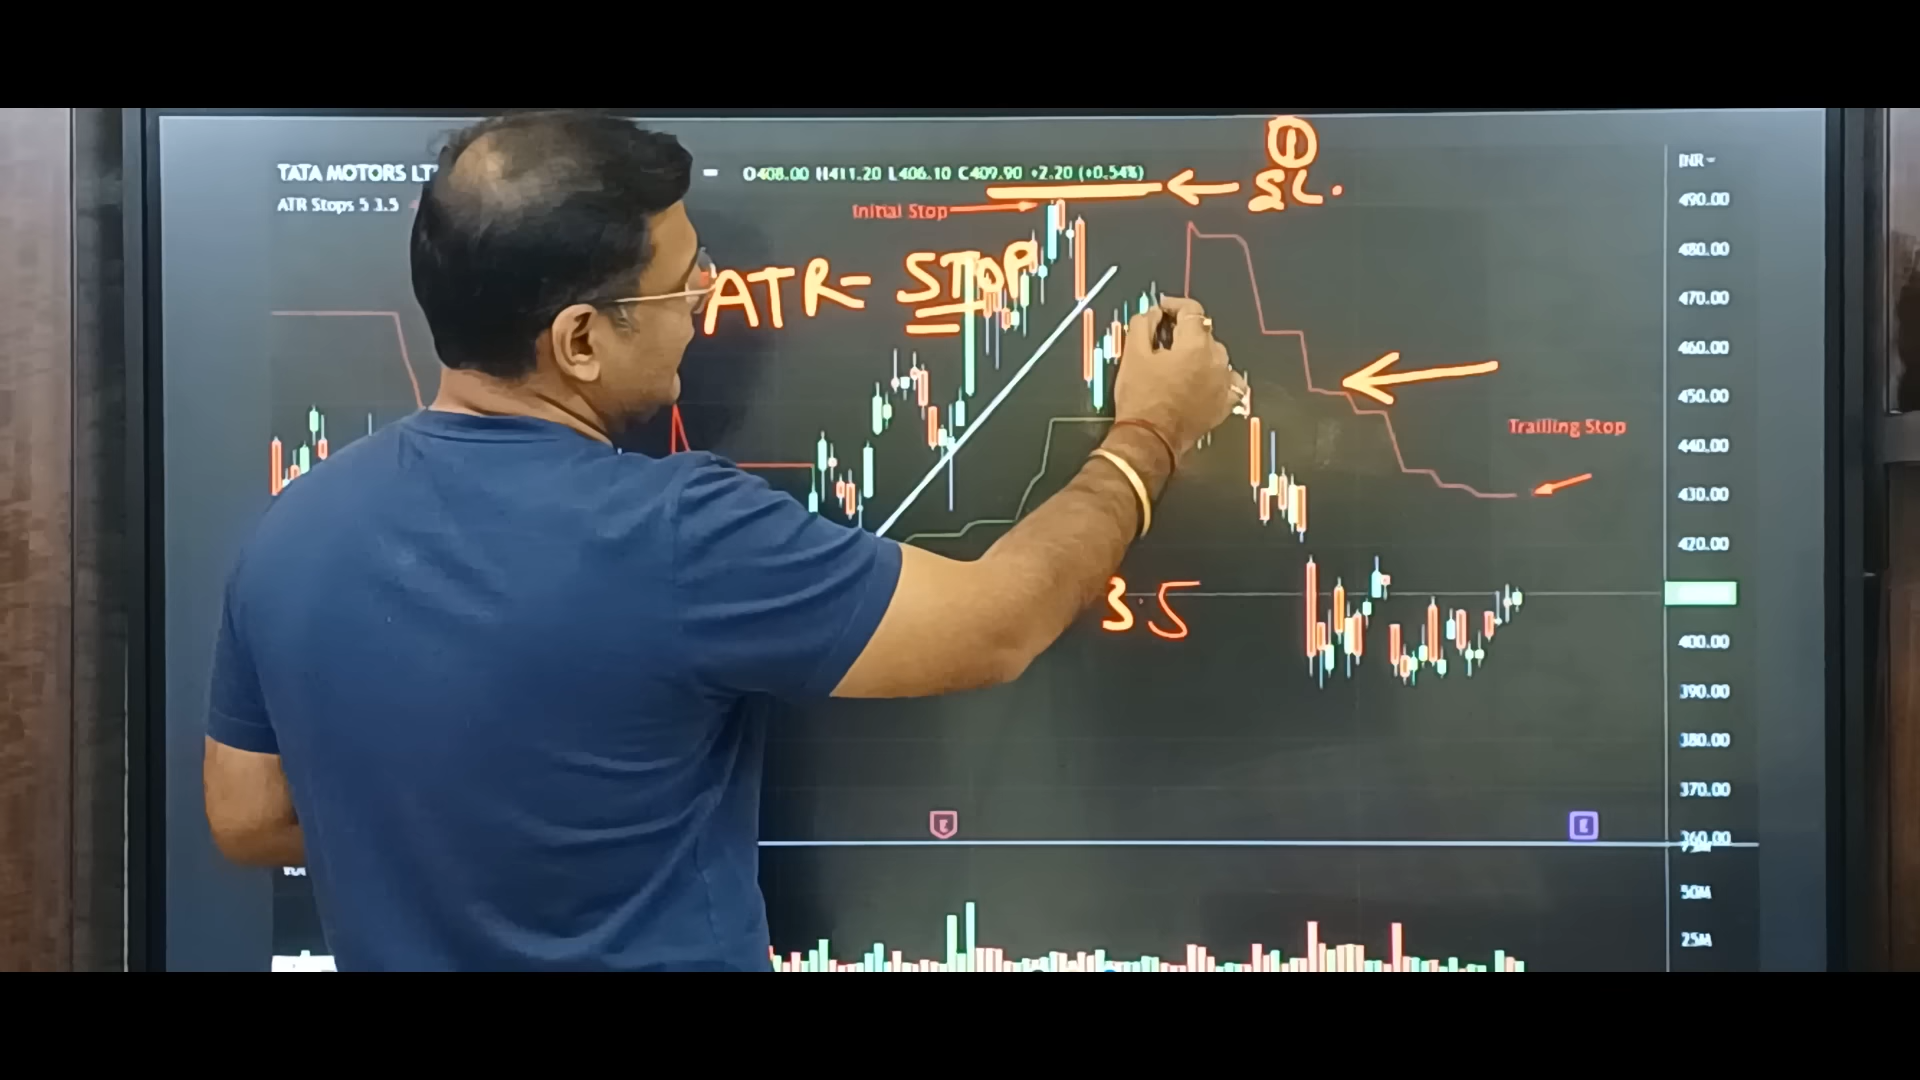 ①
TATA MOTORS LT
O408.00 H411.20 L406.10 C409.90 +2.20 (+0.54%)
INR
ATR Stops 5 3.5
Initial Stop
SL.
490.00
480.00
ATR- STOP
470.00
460.00
450.00
Trailling Stop
440.00
430.00
420.00
3.5
400.00
390.00
380.00
370.00
E
E
360.00
50M
25M